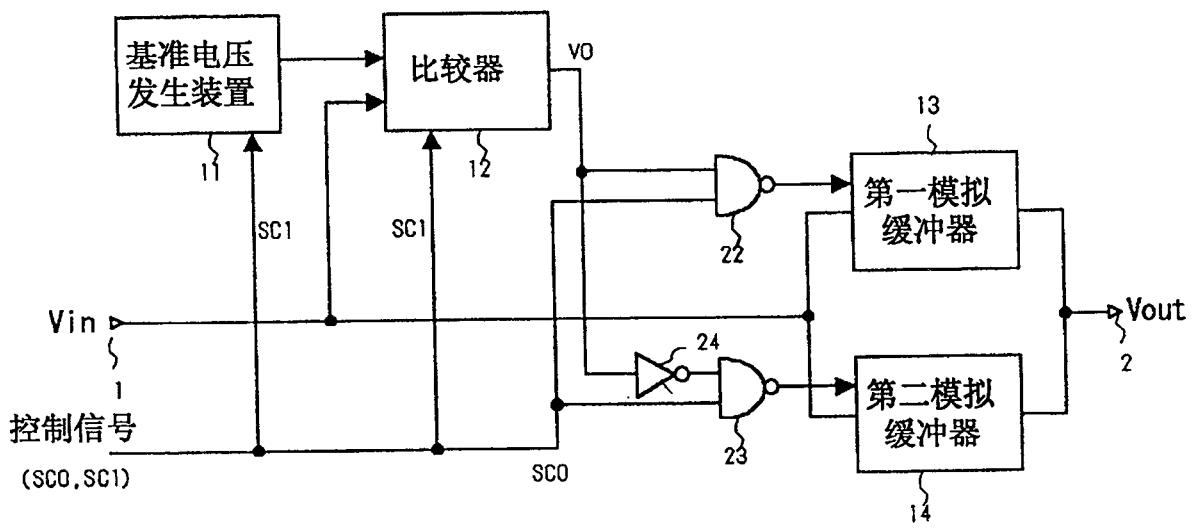 基准电压
发生装置
11
比较器
12
V0
SC1
SC1
22
13
第一模拟
缓冲器
Vin
1
Vout
2
24
23
第二模拟
缓冲器
14
控制信号
(SC0,SC1)
SC0